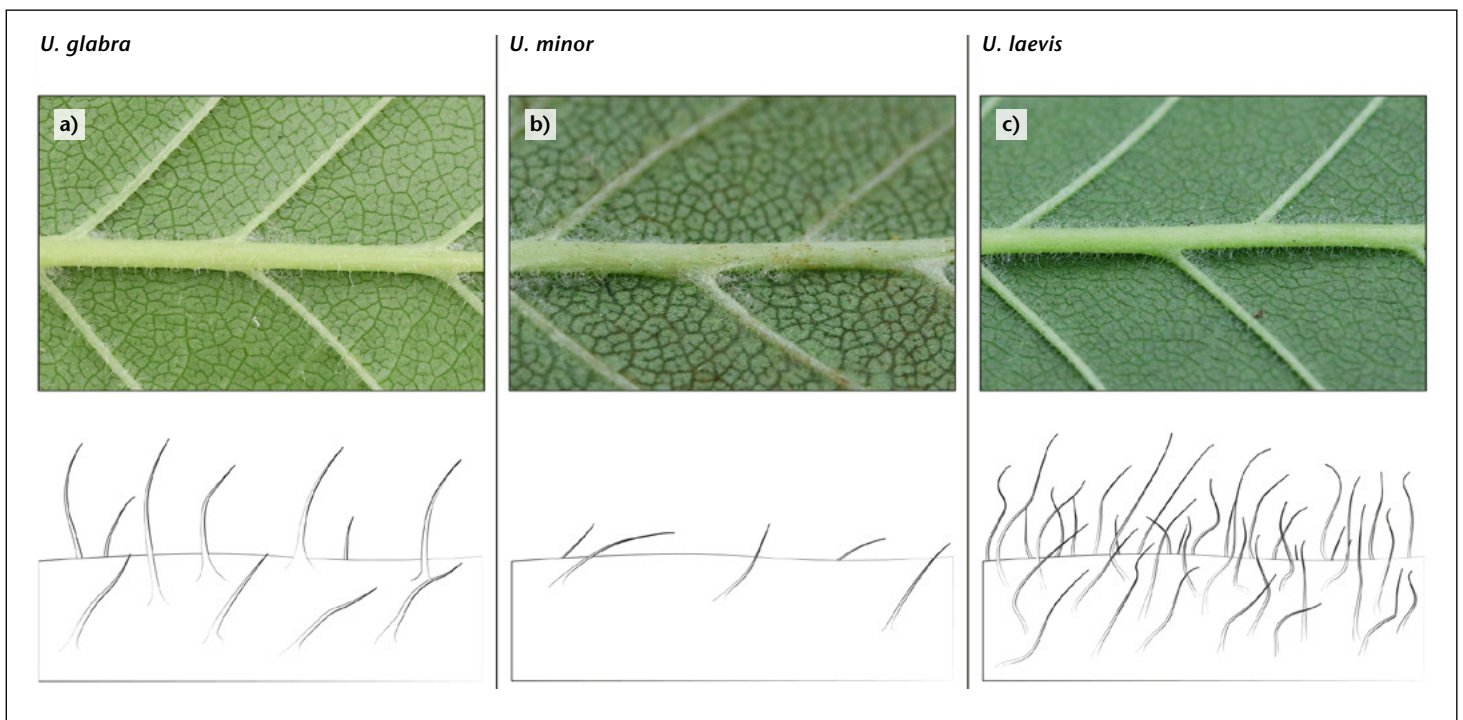 U. glabra
U. minor
U. laevis
a)
b)
c)